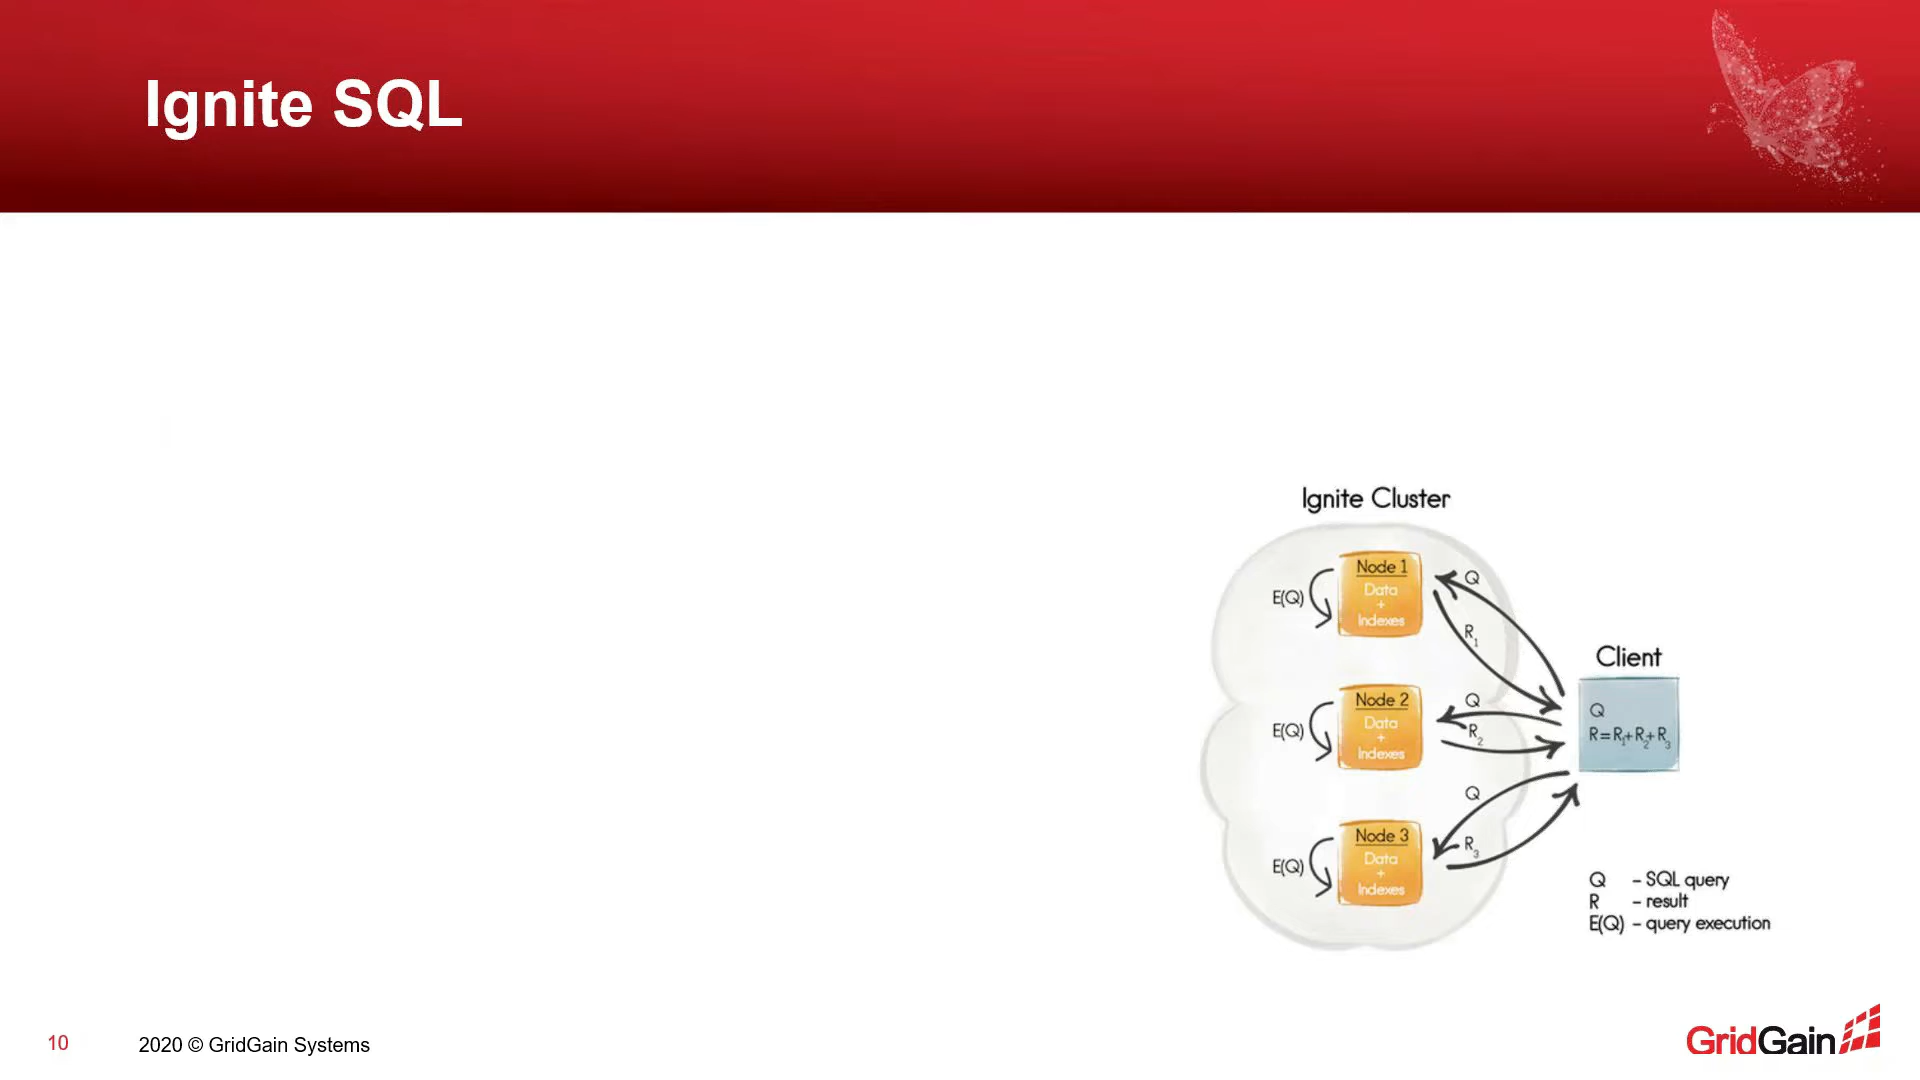 Ignite SQL
Ignite Cluster
Node 1
Data
+
Indexes
E(Q)
Q
R1
Node 2
Data
+
Indexes
E(Q)
Q
R2
Node 3
Data
+
Indexes
E(Q)
Q
R3
Client
Q
R=R1+R2+R3
Q – SQL query
R – result
E(Q) – query execution
10
2020 © GridGain Systems
GridGain